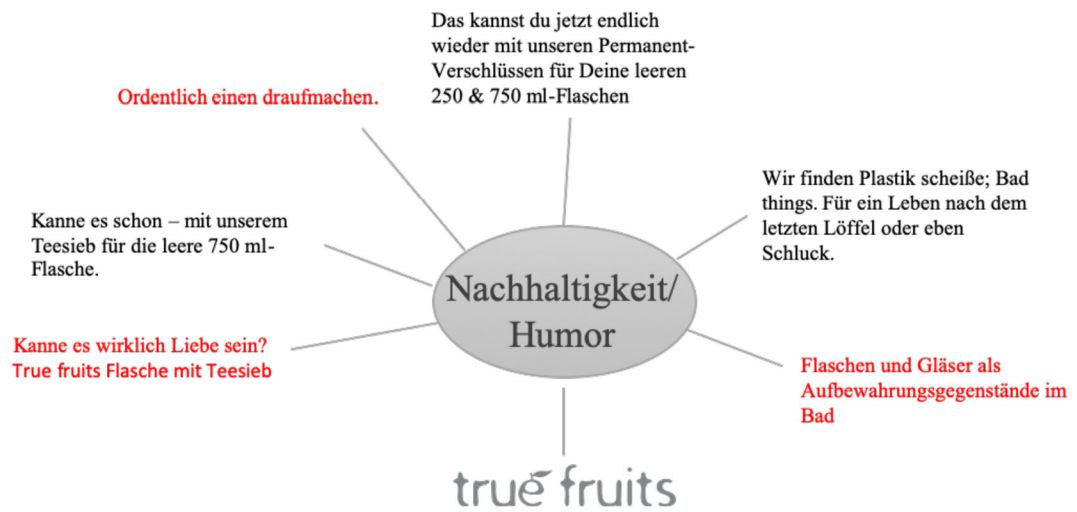 Das kannst du jetzt endlich
wieder mit unseren Permanent-
Verschlüssen für Deine leeren
250 & 750 ml-Flaschen
Ordentlich einen draufmachen.
Wir finden Plastik scheiße; Bad
things. Für ein Leben nach dem
letzten Löffel oder eben
Schluck.
Kanne es schon – mit unserem
Teesieb für die leere 750 ml-
Flasche.
Nachhaltigkeit/
Humor
Kanne es wirklich Liebe sein?
True fruits Flasche mit Teesieb
Flaschen und Gläser als
Aufbewahrungsgegenstände im
Bad
true fruits